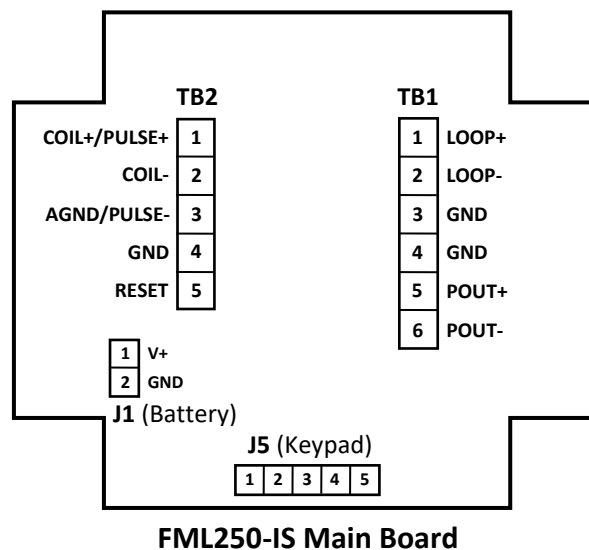 TB2
COIL+/PULSE+ 1
COIL- 2
AGND/PULSE- 3
GND 4
RESET 5
TB1
1 LOOP+
2 LOOP-
3 GND
4 GND
5 POUT+
6 POUT-
1 V+
2 GND
J1 (Battery)
J5 (Keypad)
1 2 3 4 5
FML250-IS Main Board